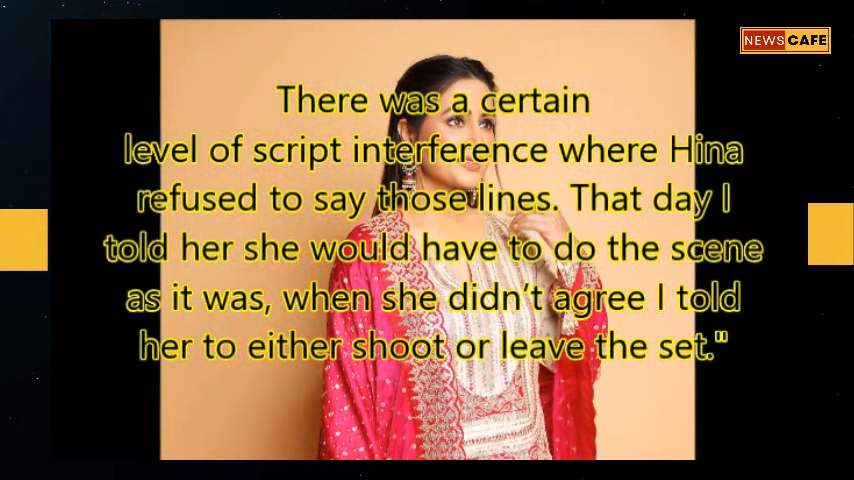 NEWS CAFE
There was a certain
level of script interference where Hina
refused to say those lines. That day I
told her she would have to do the scene
as it was, when she didn't agree I told
her to either shoot or leave the set."